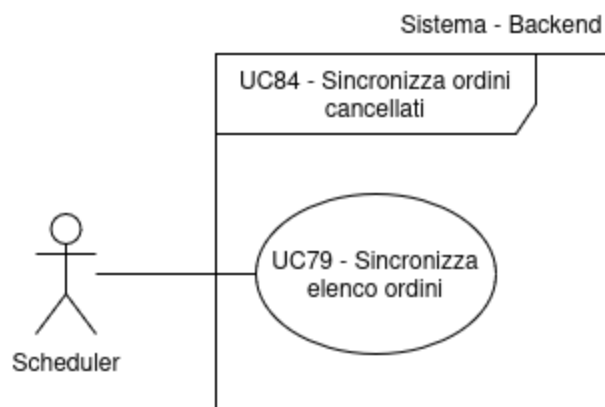 Sistema - Backend
UC84 - Sincronizza ordini
cancellati
UC79 - Sincronizza
elenco ordini
Scheduler